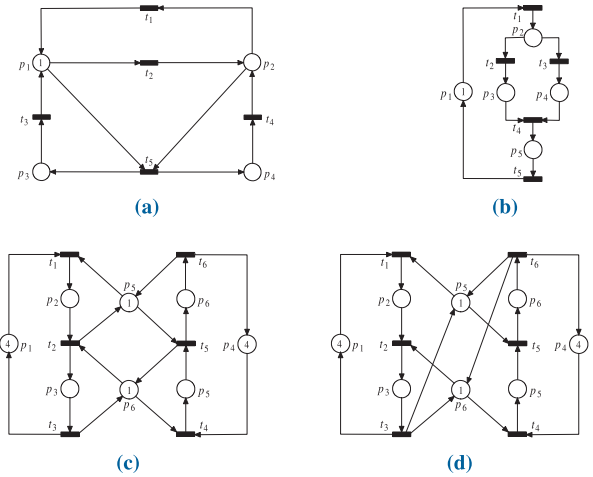 t1
p1 1 p2
t2
t3 t4
t5
p3 p4
(a)
t1
p2
t2 t3
p1 1 p3 p4
t4
p5
t5
(b)
t1 t6
p5
p2 1 p6
4 p1 t2 t5 p4 4
p3 1 p5
p6
t3 t4
(c)
t1 t6
p5
p2 1 p6
4 p1 t2 t5 p4 4
p3 1 p5
p6
t3 t4
(d)